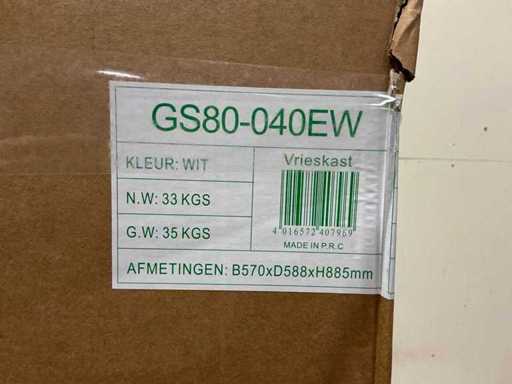 GS80-040EW
KLEUR: WIT
Vrieskast
N.W: 33 KGS
4 016572 407969
G.W: 35 KGS
MADE IN P.R.C
AFMETINGEN: B570xD588xH885mm